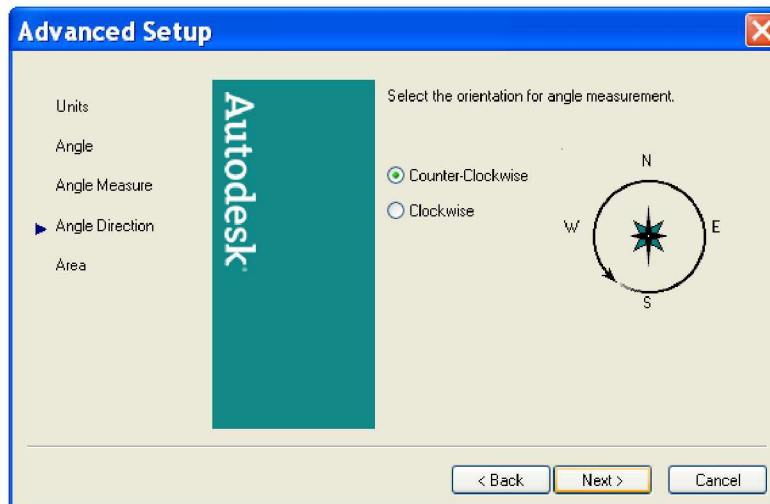 Advanced Setup
Units
Angle
Angle Measure
Angle Direction
Area
Autodesk
Select the orientation for angle measurement.
Counter-Clockwise
Clockwise
N
W
E
S
< Back
Next >
Cancel